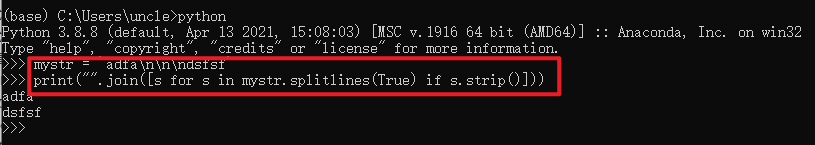 (base) C:\Users\uncle>python
Python 3.8.8 (default, Apr 13 2021, 15:08:03) [MSC v.1916 64 bit (AMD64)] :: Anaconda, Inc. on win32
Type "help", "copyright", "credits" or "license" for more information.
>>> mystr = 'adfa\n\n\ndsfsf'
>>> print("".join([s for s in mystr.splitlines(True) if s.strip()]))
adfa
dsfsf
>>>